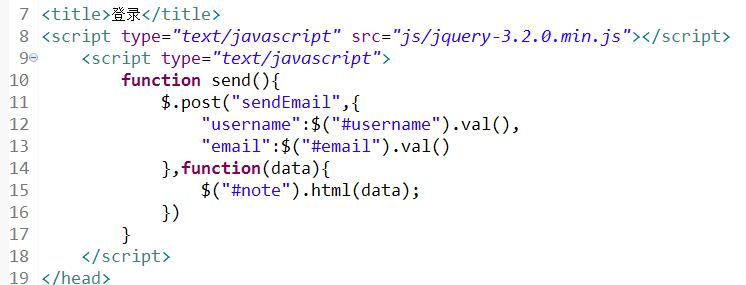 7 <title>登录</title>
8 <script type="text/javascript" src="js/jquery-3.2.0.min.js"></script>
9 <script type="text/javascript">
10 function send(){
11 $.post("sendEmail",{
12 "username":$("#username").val(),
13 "email":$("#email").val()
14 },function(data){
15 $("#note").html(data);
16 })
17 }
18 </script>
19 </head>